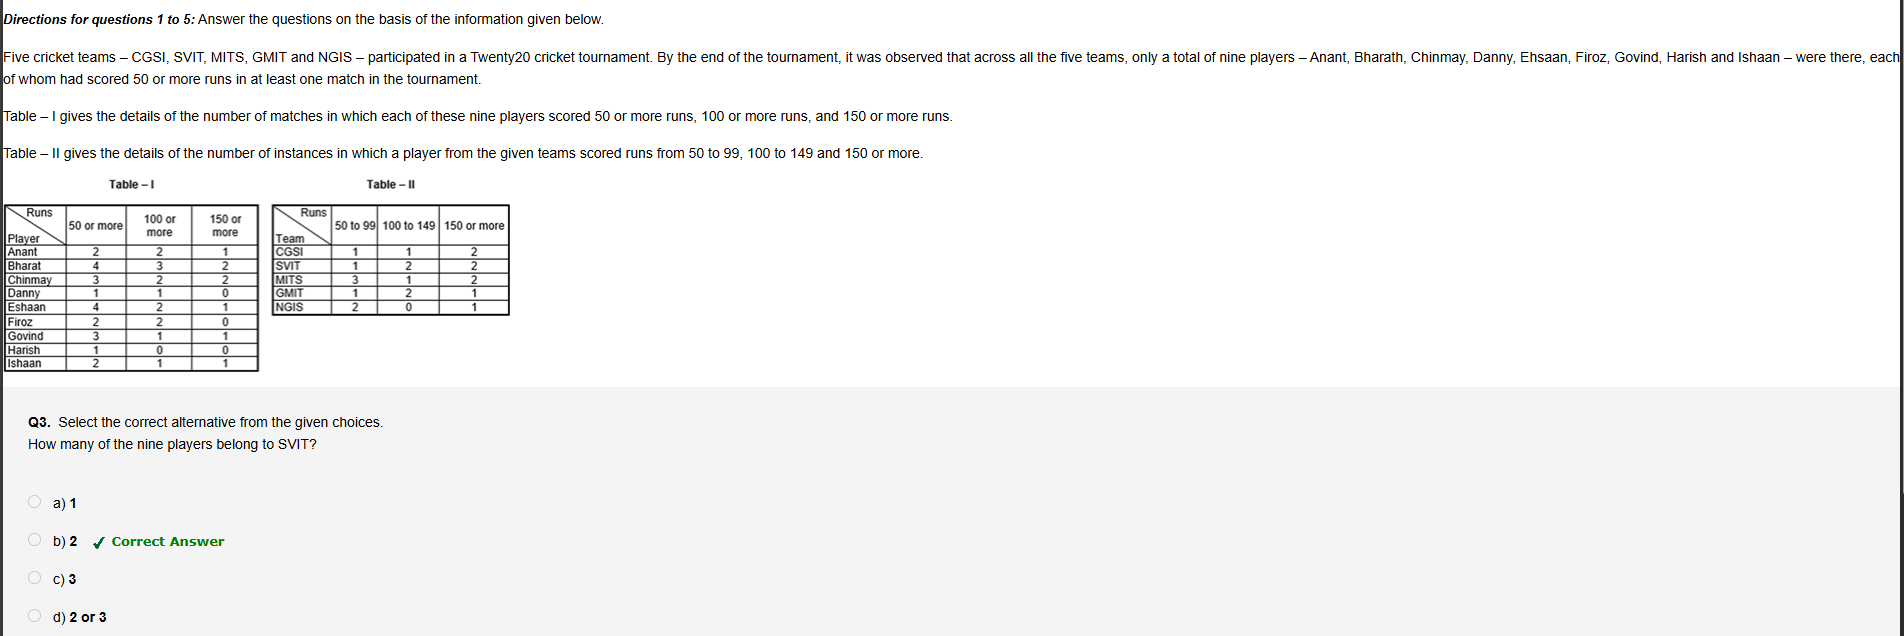 Directions for questions 1 to 5: Answer the questions on the basis of the information given below.
Five cricket teams – CGSI, SVIT, MITS, GMIT and NGIS – participated in a Twenty20 cricket tournament. By the end of the tournament, it was observed that across all the five teams, only a total of nine players – Anant, Bharath, Chinmay, Danny, Ehsaan, Firoz, Govind, Harish and Ishaan – were there, each
of whom had scored 50 or more runs in at least one match in the tournament.
Table – I gives the details of the number of matches in which each of these nine players scored 50 or more runs, 100 or more runs, and 150 or more runs.
Table – II gives the details of the number of instances in which a player from the given teams scored runs from 50 to 99, 100 to 149 and 150 or more.
Table – I
Runs
Player
50 or more
100 or
more
150 or
more
Anant 2 2 1
Bharat 4 3 2
Chinmay 3 2 2
Danny 1 1 0
Eshaan 4 2 1
Firoz 2 2 0
Govind 3 1 1
Harish 1 0 0
Ishaan 2 1 1
Table – II
Runs
Team
50 to 99 100 to 149 150 or more
CGSI 1 1 2
SVIT 1 2 2
MITS 3 1 2
GMIT 1 2 1
NGIS 2 0 1
Q3. Select the correct alternative from the given choices.
How many of the nine players belong to SVIT?
a) 1
b) 2 ✓ Correct Answer
c) 3
d) 2 or 3